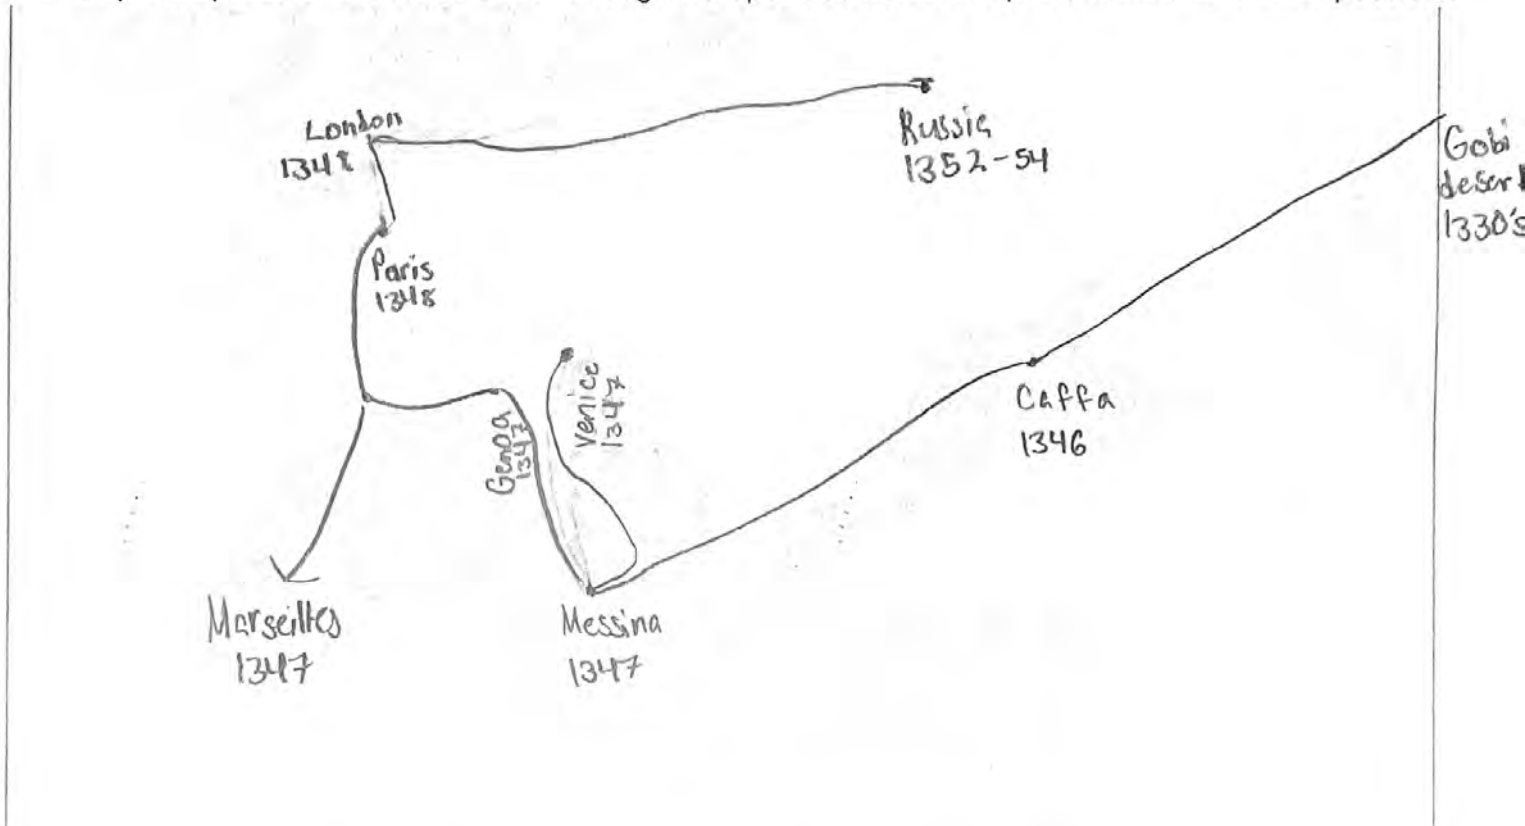 London
1348
Russia
1352-54
Gobi
desert
1330's
Paris
1348
Venice
1347
Genoa
1347
Caffa
1346
Marseilles
1347
Messina
1347